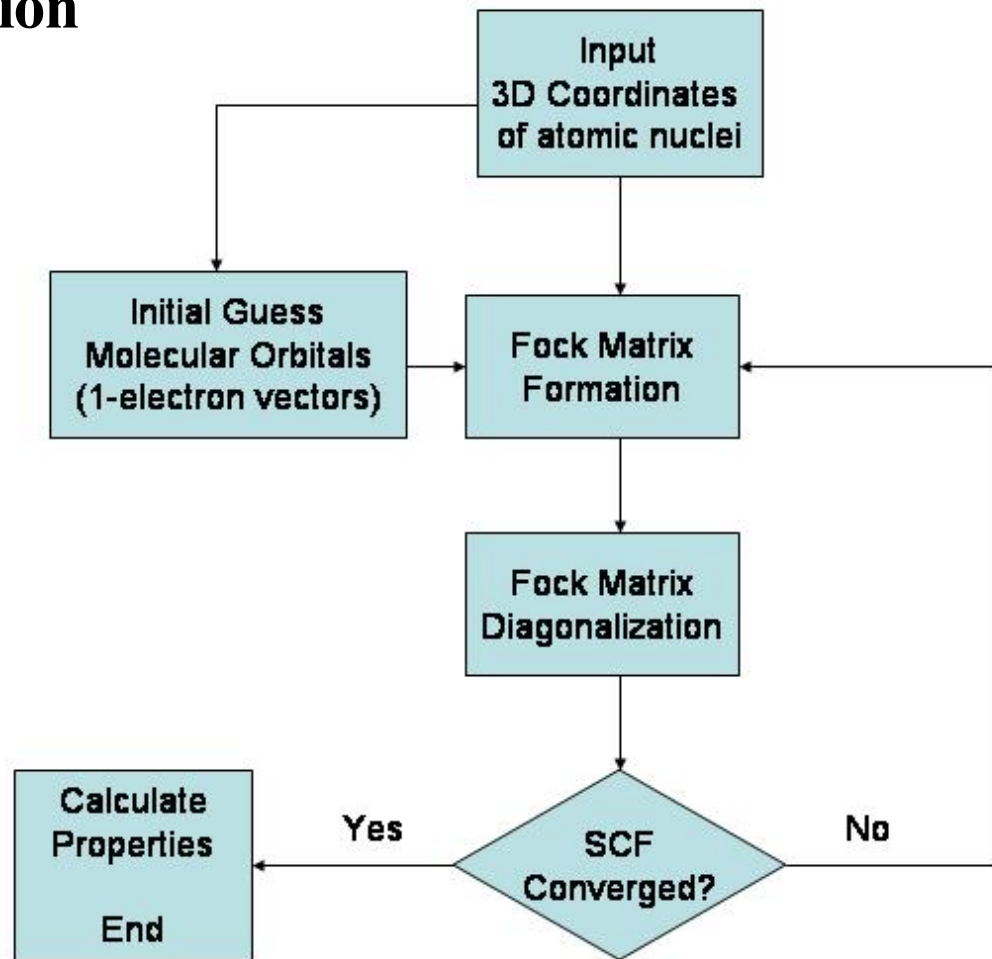 ion
Input
3D Coordinates
of atomic nuclei
Initial Guess
Molecular Orbitals
(1-electron vectors)
Fock Matrix
Formation
Fock Matrix
Diagonalization
SCF
Converged?
Yes
No
Calculate
Properties
End